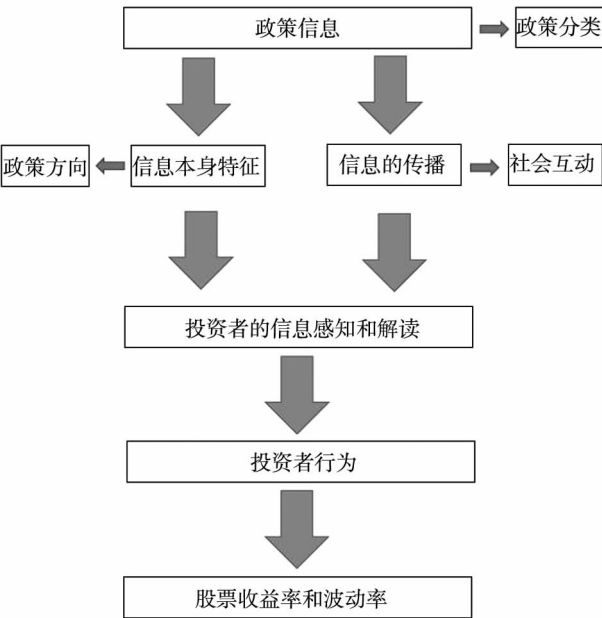 政策信息
政策分类
政策方向
信息本身特征
信息的传播
社会互动
投资者的信息感知和解读
投资者行为
股票收益率和波动率